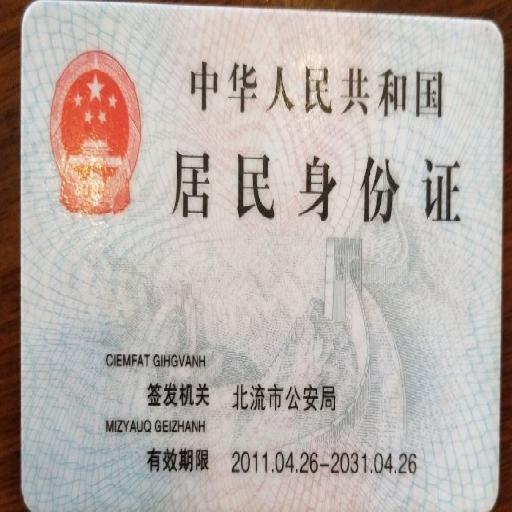 中华人民共和国
居民身份证
CIEMFAT GIHGVANH
签发机关 北流市公安局
MIZYAUQ GEIZHANH
有效期限 2011.04.26-2031.04.26